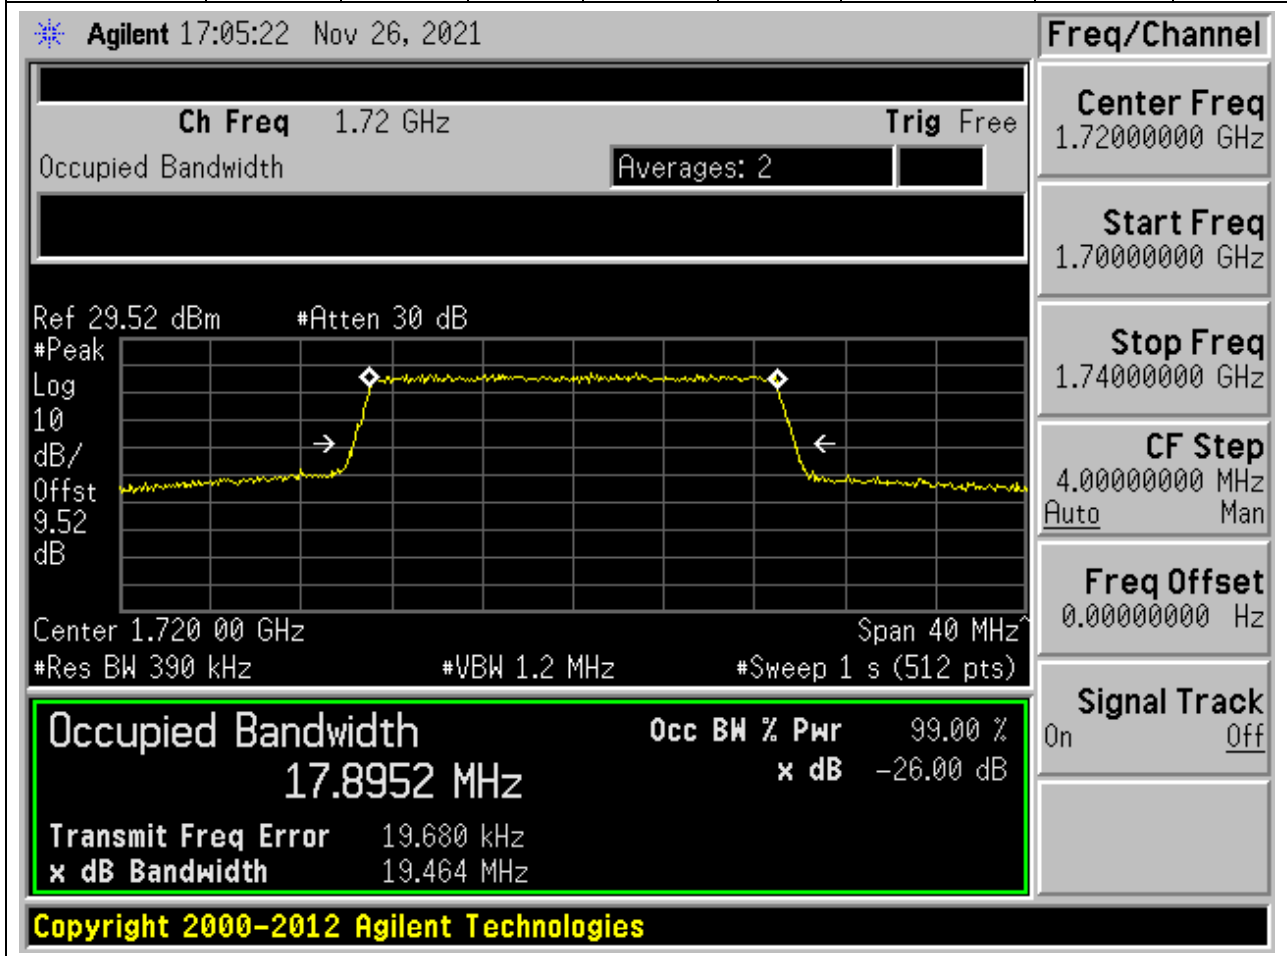 Agilent 17:05:22 Nov 26, 2021
Freq/Channel
Ch Freq 1.72 GHz Trig Free
Occupied Bandwidth Averages: 2
Ref 29.52 dBm #Atten 30 dB
#Peak
Log
10
dB/
Offst
9.52
dB
Center 1.720 00 GHz Span 40 MHz^
#Res BW 390 kHz #VBW 1.2 MHz #Sweep 1 s (512 pts)
Occupied Bandwidth Occ BW % Pwr 99.00 %
17.8952 MHz x dB -26.00 dB
Transmit Freq Error 19.680 kHz
x dB Bandwidth 19.464 MHz
Center Freq
1.72000000 GHz
Start Freq
1.70000000 GHz
Stop Freq
1.74000000 GHz
CF Step
4.00000000 MHz
Auto Man
Freq Offset
0.00000000 Hz
Signal Track
On Off
Copyright 2000-2012 Agilent Technologies